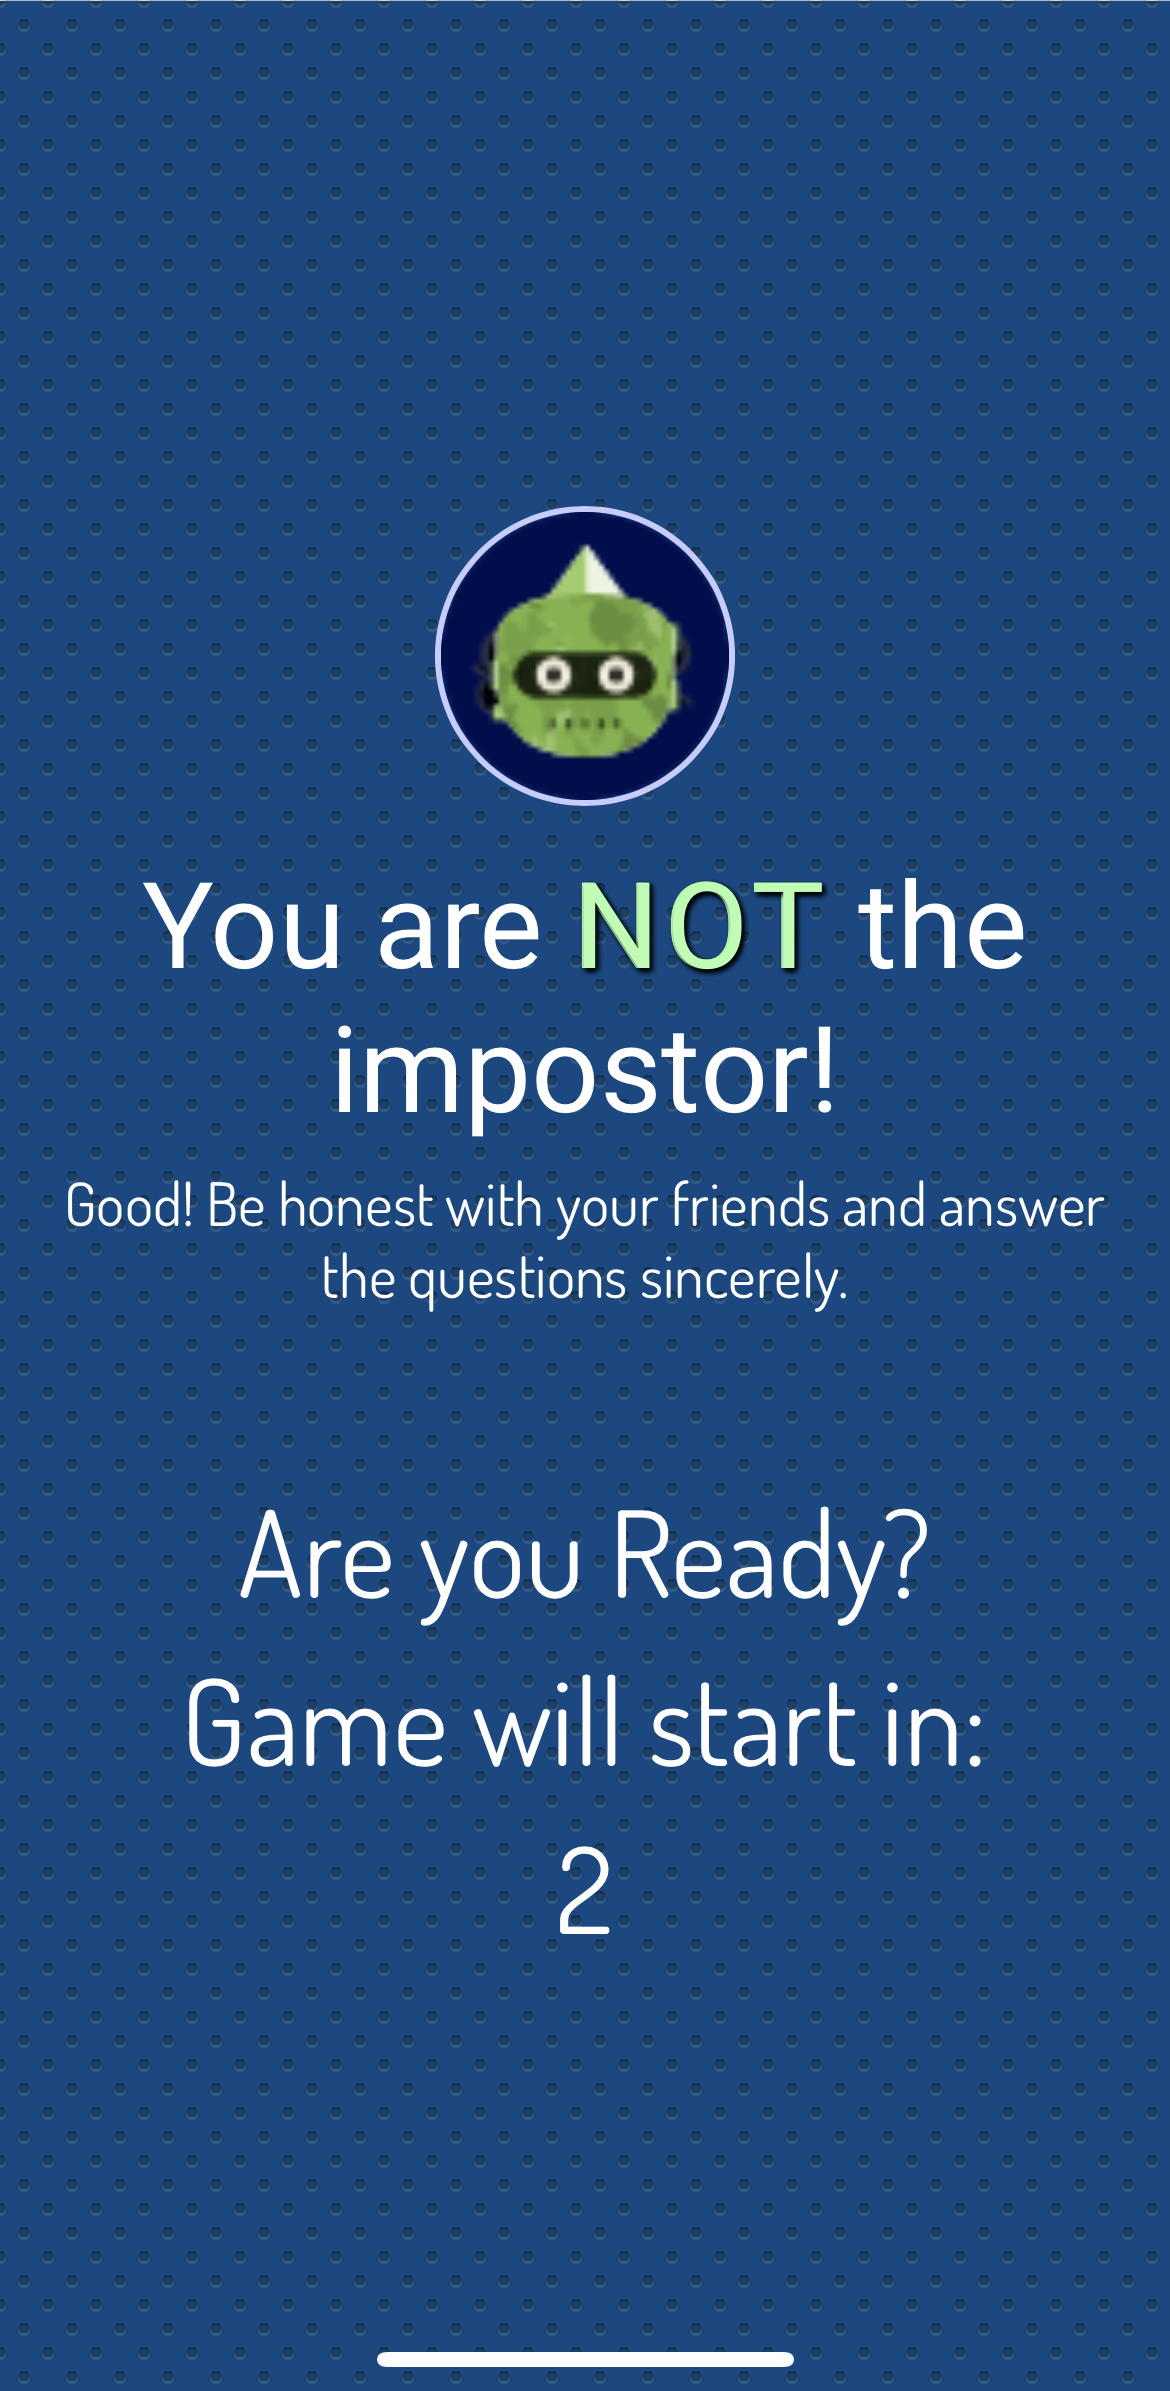 You are NOT the
impostor!
Good! Be honest with your friends and answer
the questions sincerely.
Are you Ready?
Game will start in:
2